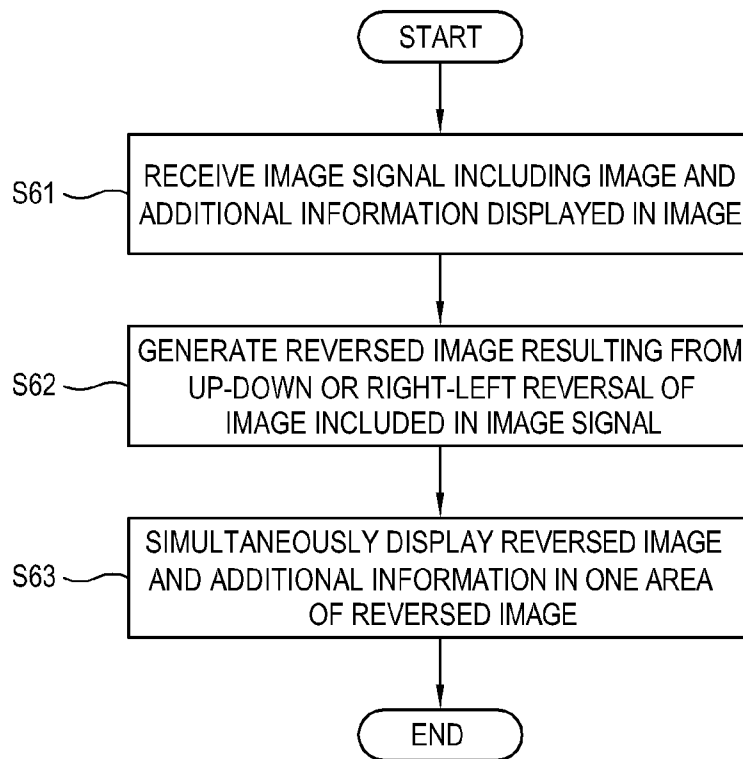 START
S61
RECEIVE IMAGE SIGNAL INCLUDING IMAGE AND
ADDITIONAL INFORMATION DISPLAYED IN IMAGE
S62
GENERATE REVERSED IMAGE RESULTING FROM
UP-DOWN OR RIGHT-LEFT REVERSAL OF
IMAGE INCLUDED IN IMAGE SIGNAL
S63
SIMULTANEOUSLY DISPLAY REVERSED IMAGE
AND ADDITIONAL INFORMATION IN ONE AREA
OF REVERSED IMAGE
END